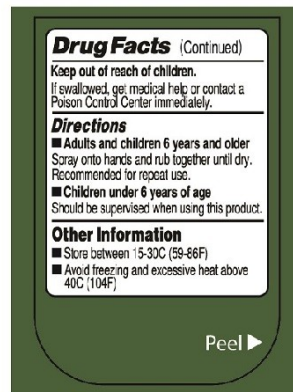 Drug Facts (Continued)
Keep out of reach of children.
If swallowed, get medical help or contact a
Poison Control Center immediately.
Directions
■ Adults and children 6 years and older
Spray onto hands and rub together until dry.
Recommended for repeat use.
■ Children under 6 years of age
Should be supervised when using this product.
Other Information
■ Store between 15-30C (59-86F)
■ Avoid freezing and excessive heat above
40C (104F)
Peel ▶